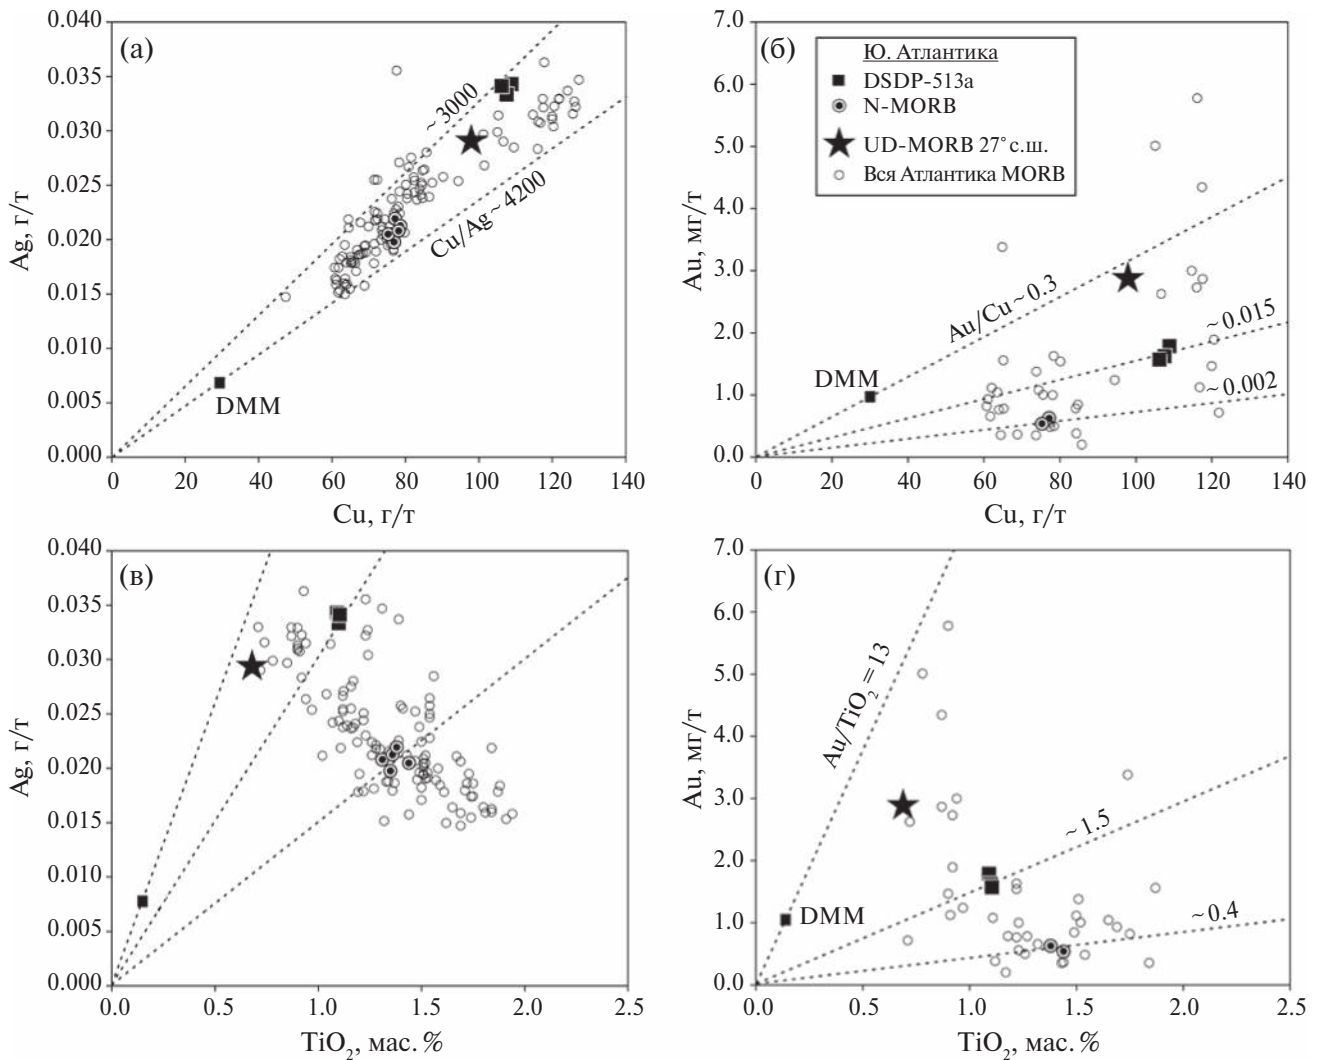 (а)
0.040
0.035
0.030
0.025
0.020
0.015
0.010
0.005
0.000
Ag, г/т
~3000
Cu/Ag ~ 4200
DMM
0 20 40 60 80 100 120 140
Cu, г/т
(б)
7.0
6.0
5.0
4.0
3.0
2.0
1.0
0.0
Au, мг/т
Ю. Атлантика
DSDP-513a
N-MORB
UD-MORB 27°с.ш.
Вся Атлантика MORB
Au/Cu ~ 0.3
~0.015
~0.002
DMM
0 20 40 60 80 100 120 140
Cu, г/т
(в)
0.040
0.035
0.030
0.025
0.020
0.015
0.010
0.005
0.000
Ag, г/т
0.0 0.5 1.0 1.5 2.0 2.5
TiO₂, мас. %
(г)
7.0
6.0
5.0
4.0
3.0
2.0
1.0
0.0
Au, мг/т
Au/TiO₂ = 13
~1.5
~0.4
DMM
0.0 0.5 1.0 1.5 2.0 2.5
TiO₂, мас. %